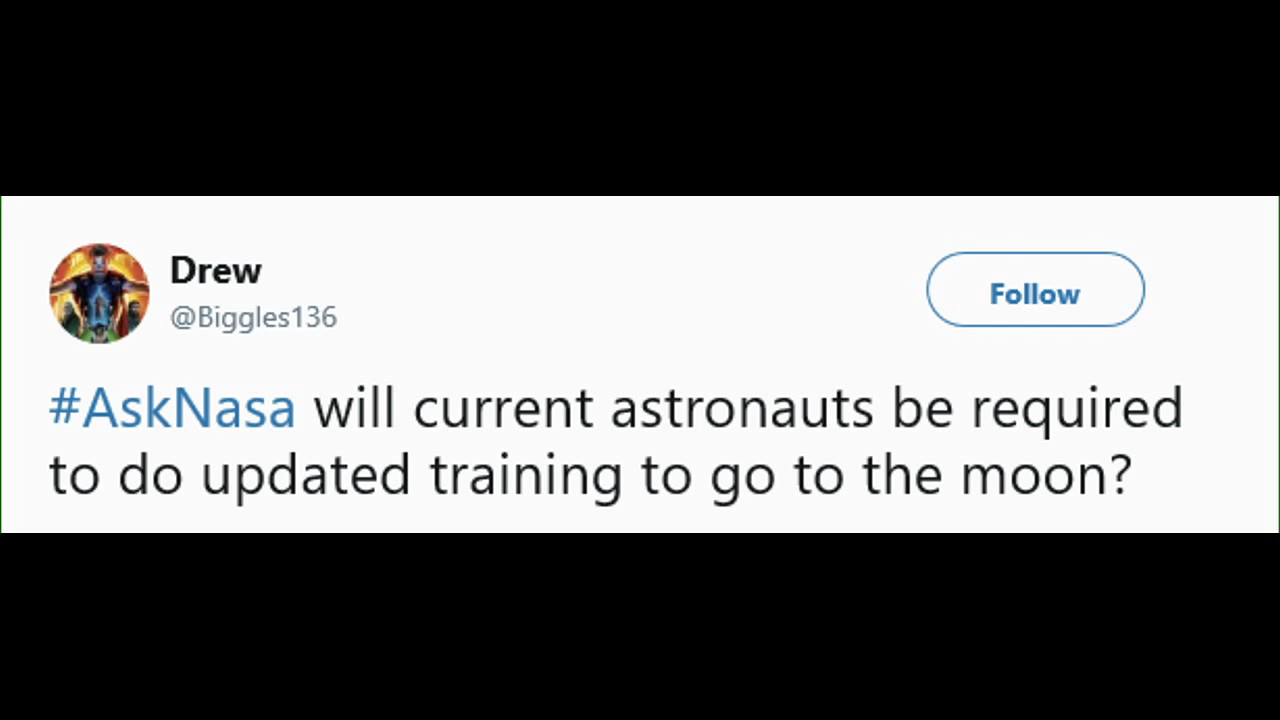 Drew
@Biggles136
Follow
#AskNasa will current astronauts be required
to do updated training to go to the moon?